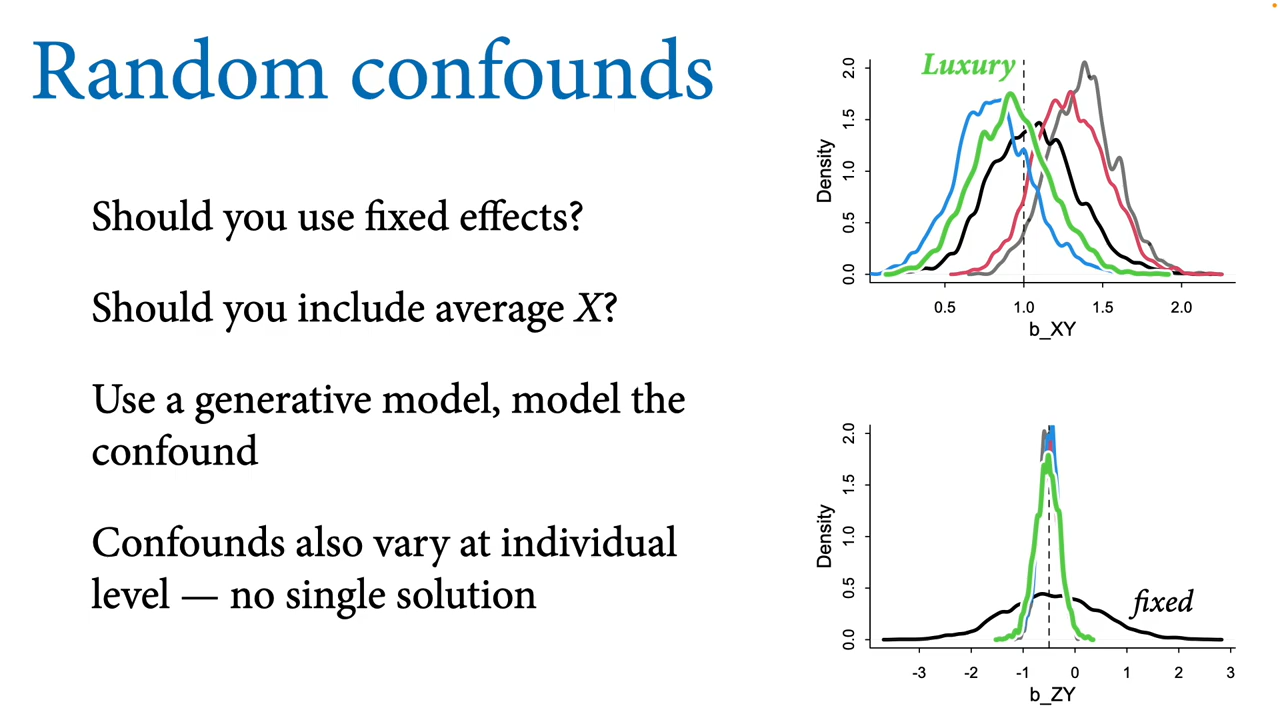 Random confounds
Should you use fixed effects?
Should you include average X?
Use a generative model, model the
confound
Confounds also vary at individual
level — no single solution
Luxury
Density
0.0 0.5 1.0 1.5 2.0
0.5 1.0 1.5 2.0
b_XY
Density
0.0 0.5 1.0 1.5 2.0
fixed
-3 -2 -1 0 1 2 3
b_ZY